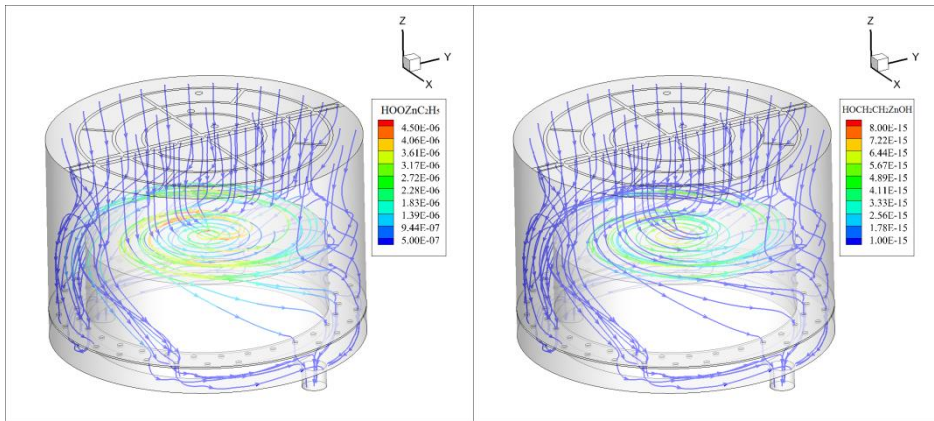 Z
Y
X
HOOZnC₂H₅
4.50E-06
4.06E-06
3.61E-06
3.17E-06
2.72E-06
2.28E-06
1.83E-06
1.39E-06
9.44E-07
5.00E-07
Z
Y
X
HOCH₂CH₂ZnOH
8.00E-15
7.22E-15
6.44E-15
5.67E-15
4.89E-15
4.11E-15
3.33E-15
2.56E-15
1.78E-15
1.00E-15